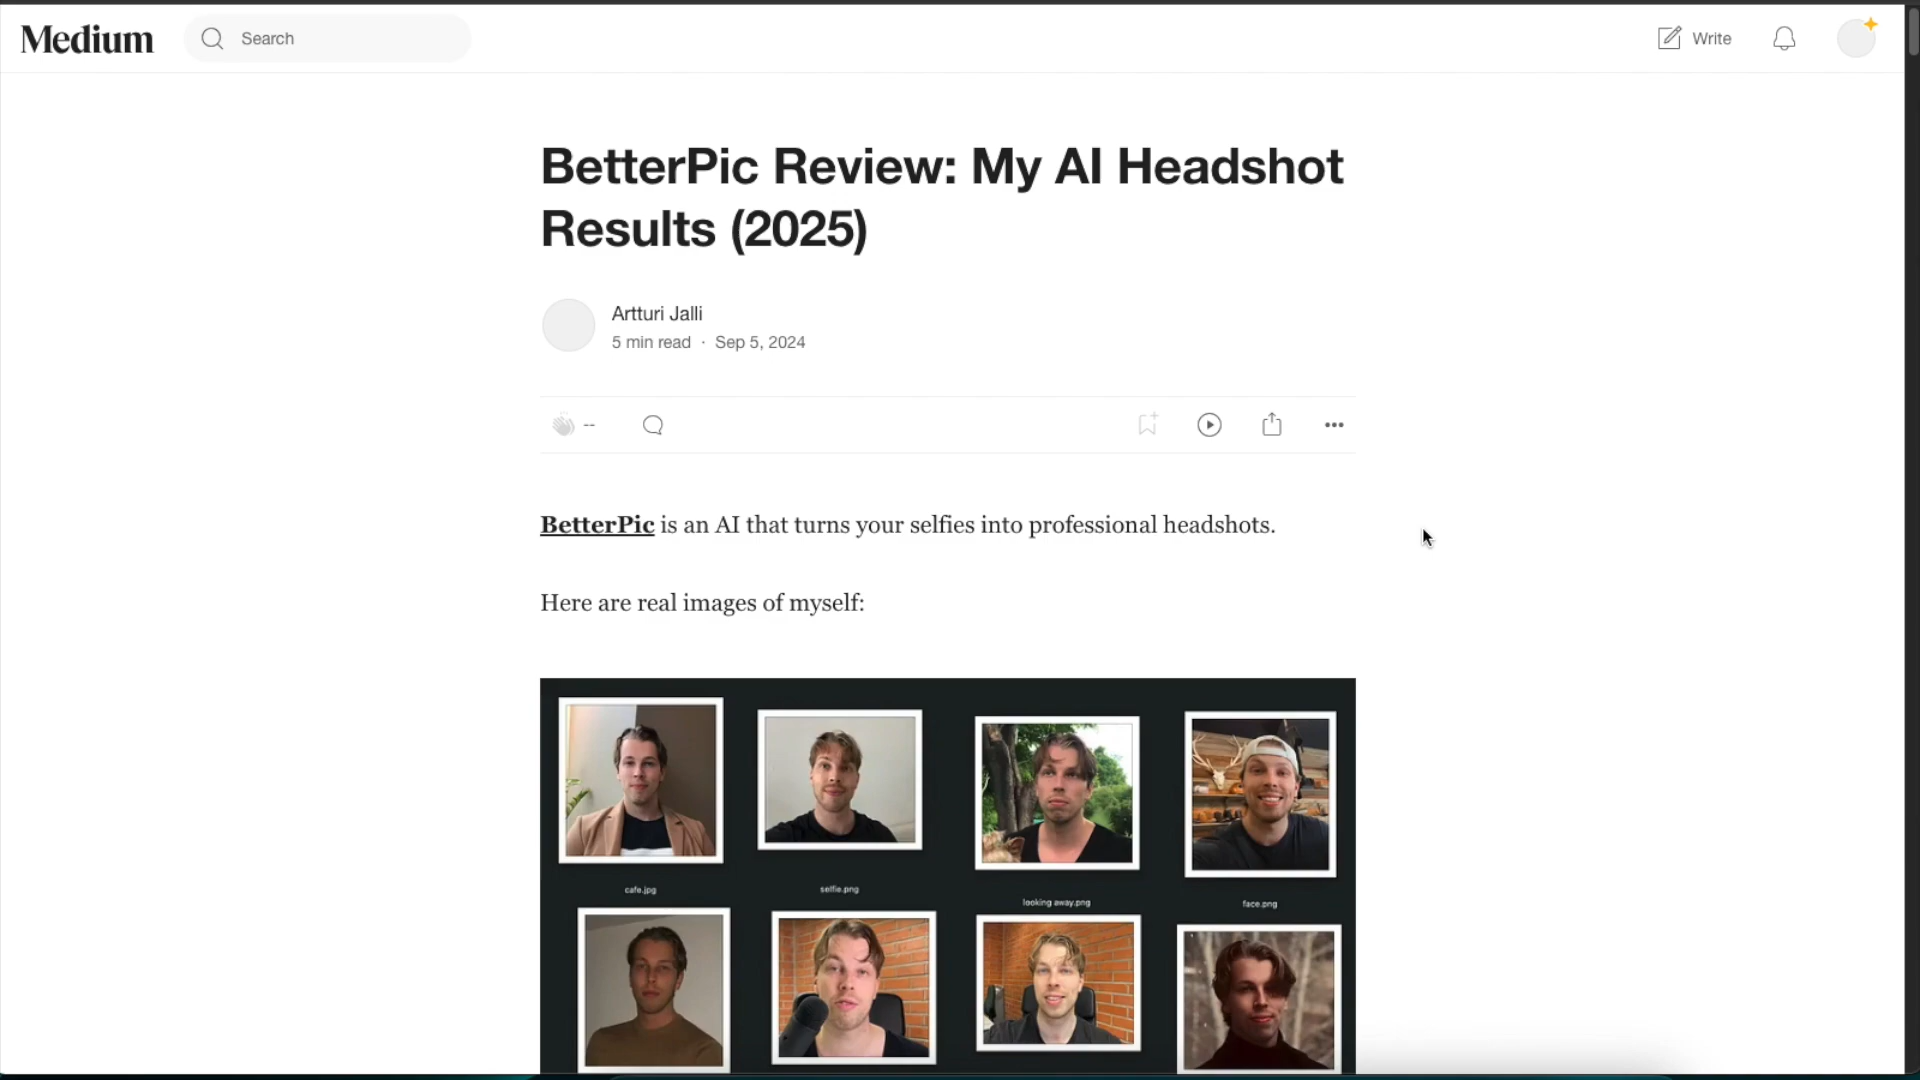 Medium
Search
Write
BetterPic Review: My AI Headshot
Results (2025)
Artturi Jalli
5 min read · Sep 5, 2024
--
BetterPic is an AI that turns your selfies into professional headshots.
Here are real images of myself:
cafe.jpg
selfie.png
looking away.png
face.png